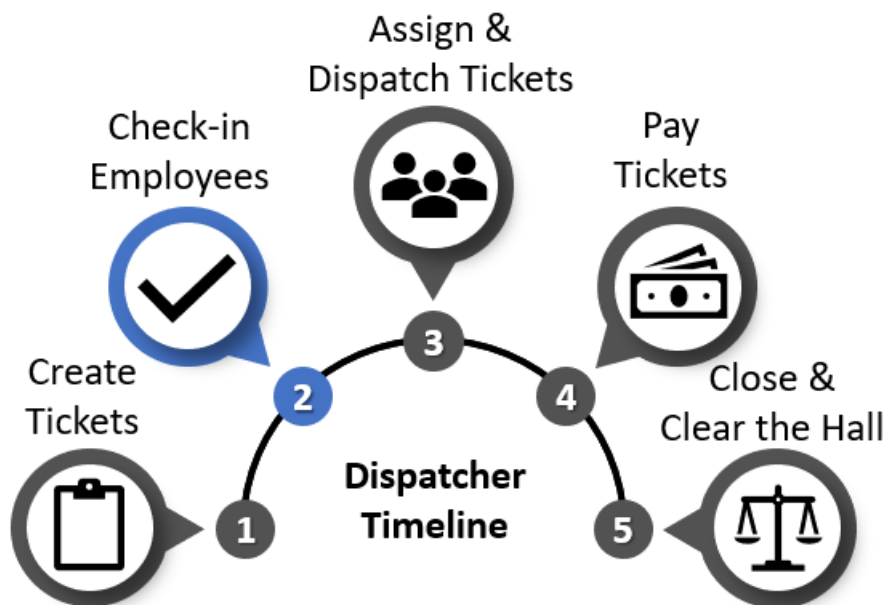 Create
Tickets
1
Check-in
Employees
2
Assign &
Dispatch Tickets
3
Pay
Tickets
4
Close &
Clear the Hall
5
Dispatcher
Timeline